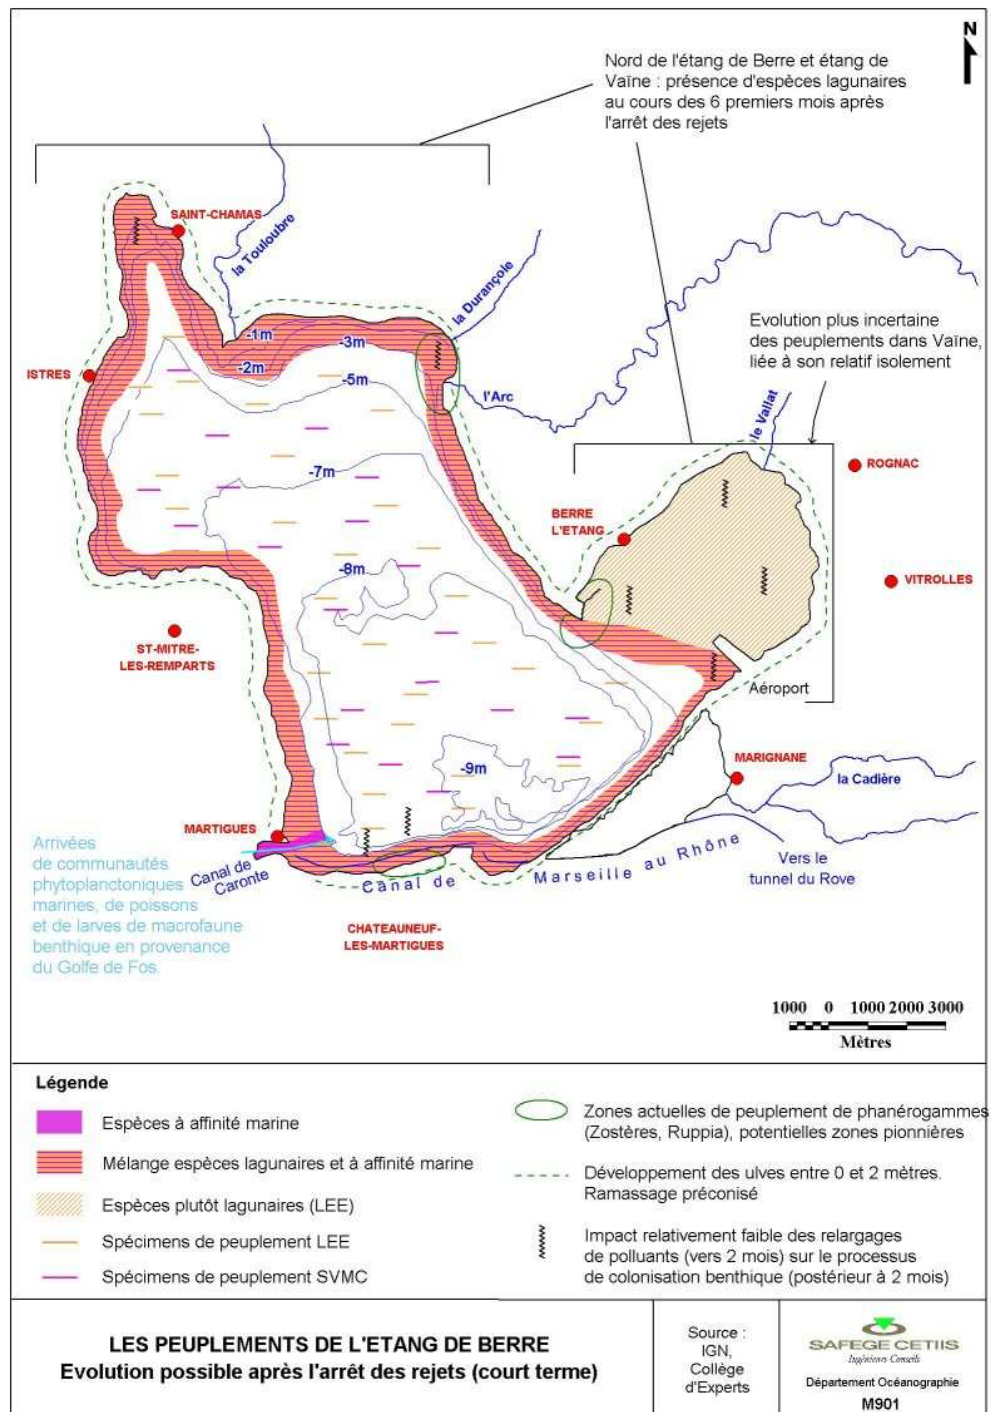 N
Nord de l'étang de Berre et étang de
Vaïne : présence d'espèces lagunaires
au cours des 6 premiers mois après
l'arrêt des rejets
SAINT-CHAMAS
la Touloubre
la Durançole
-1m
-3m
-2m
-5m
ISTRES
l'Arc
Evolution plus incertaine
des peuplements dans Vaïne,
liée à son relatif isolement
le Vallat
-7m
ROGNAC
BERRE
L'ETANG
-8m
VITROLLES
ST-MITRE-
LES-REMPARTS
Aéroport
-9m
MARIGNANE
la Cadière
MARTIGUES
Canal de
Caronte
Canal de Marseille au Rhône
Vers le
tunnel du Rove
Arrivées
de communautés
phytoplanctoniques
marines, de poissons
et de larves de macrofaune
benthique en provenance
du Golfe de Fos.
CHATEAUNEUF-
LES-MARTIGUES
1000 0 1000 2000 3000
Mètres
Légende
Espèces à affinité marine
Mélange espèces lagunaires et à affinité marine
Espèces plutôt lagunaires (LEE)
Spécimens de peuplement LEE
Spécimens de peuplement SVMC
Zones actuelles de peuplement de phanérogammes
(Zostères, Ruppia), potentielles zones pionnières
Développement des ulves entre 0 et 2 mètres.
Ramassage préconisé
Impact relativement faible des relargages
de polluants (vers 2 mois) sur le processus
de colonisation benthique (postérieur à 2 mois)
LES PEUPLEMENTS DE L'ETANG DE BERRE
Evolution possible après l'arrêt des rejets (court terme)
Source :
IGN,
Collège
d'Experts
SAFEGE CETIIS
Ingénieurs Conseils
Département Océanographie
M901